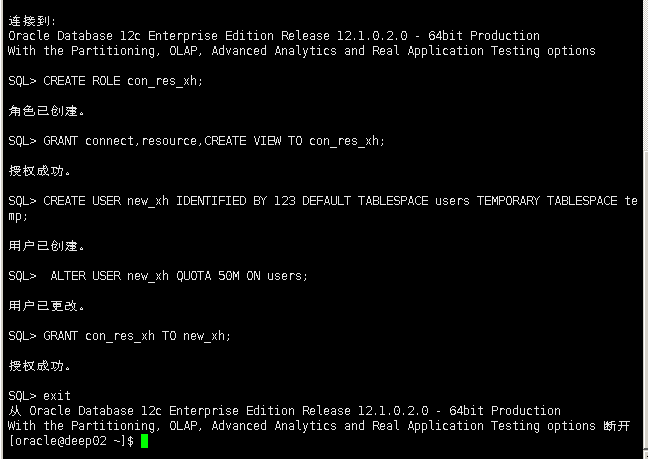 连接到:
Oracle Database 12c Enterprise Edition Release 12.1.0.2.0 - 64bit Production
With the Partitioning, OLAP, Advanced Analytics and Real Application Testing options
SQL> CREATE ROLE con_res_xh;
角色已创建。
SQL> GRANT connect,resource,CREATE VIEW TO con_res_xh;
授权成功。
SQL> CREATE USER new_xh IDENTIFIED BY 123 DEFAULT TABLESPACE users TEMPORARY TABLESPACE te
mp;
用户已创建。
SQL>  ALTER USER new_xh QUOTA 50M ON users;
用户已更改。
SQL> GRANT con_res_xh TO new_xh;
授权成功。
SQL> exit
从 Oracle Database 12c Enterprise Edition Release 12.1.0.2.0 - 64bit Production
With the Partitioning, OLAP, Advanced Analytics and Real Application Testing options 断开
[oracle@deep02 ~]$